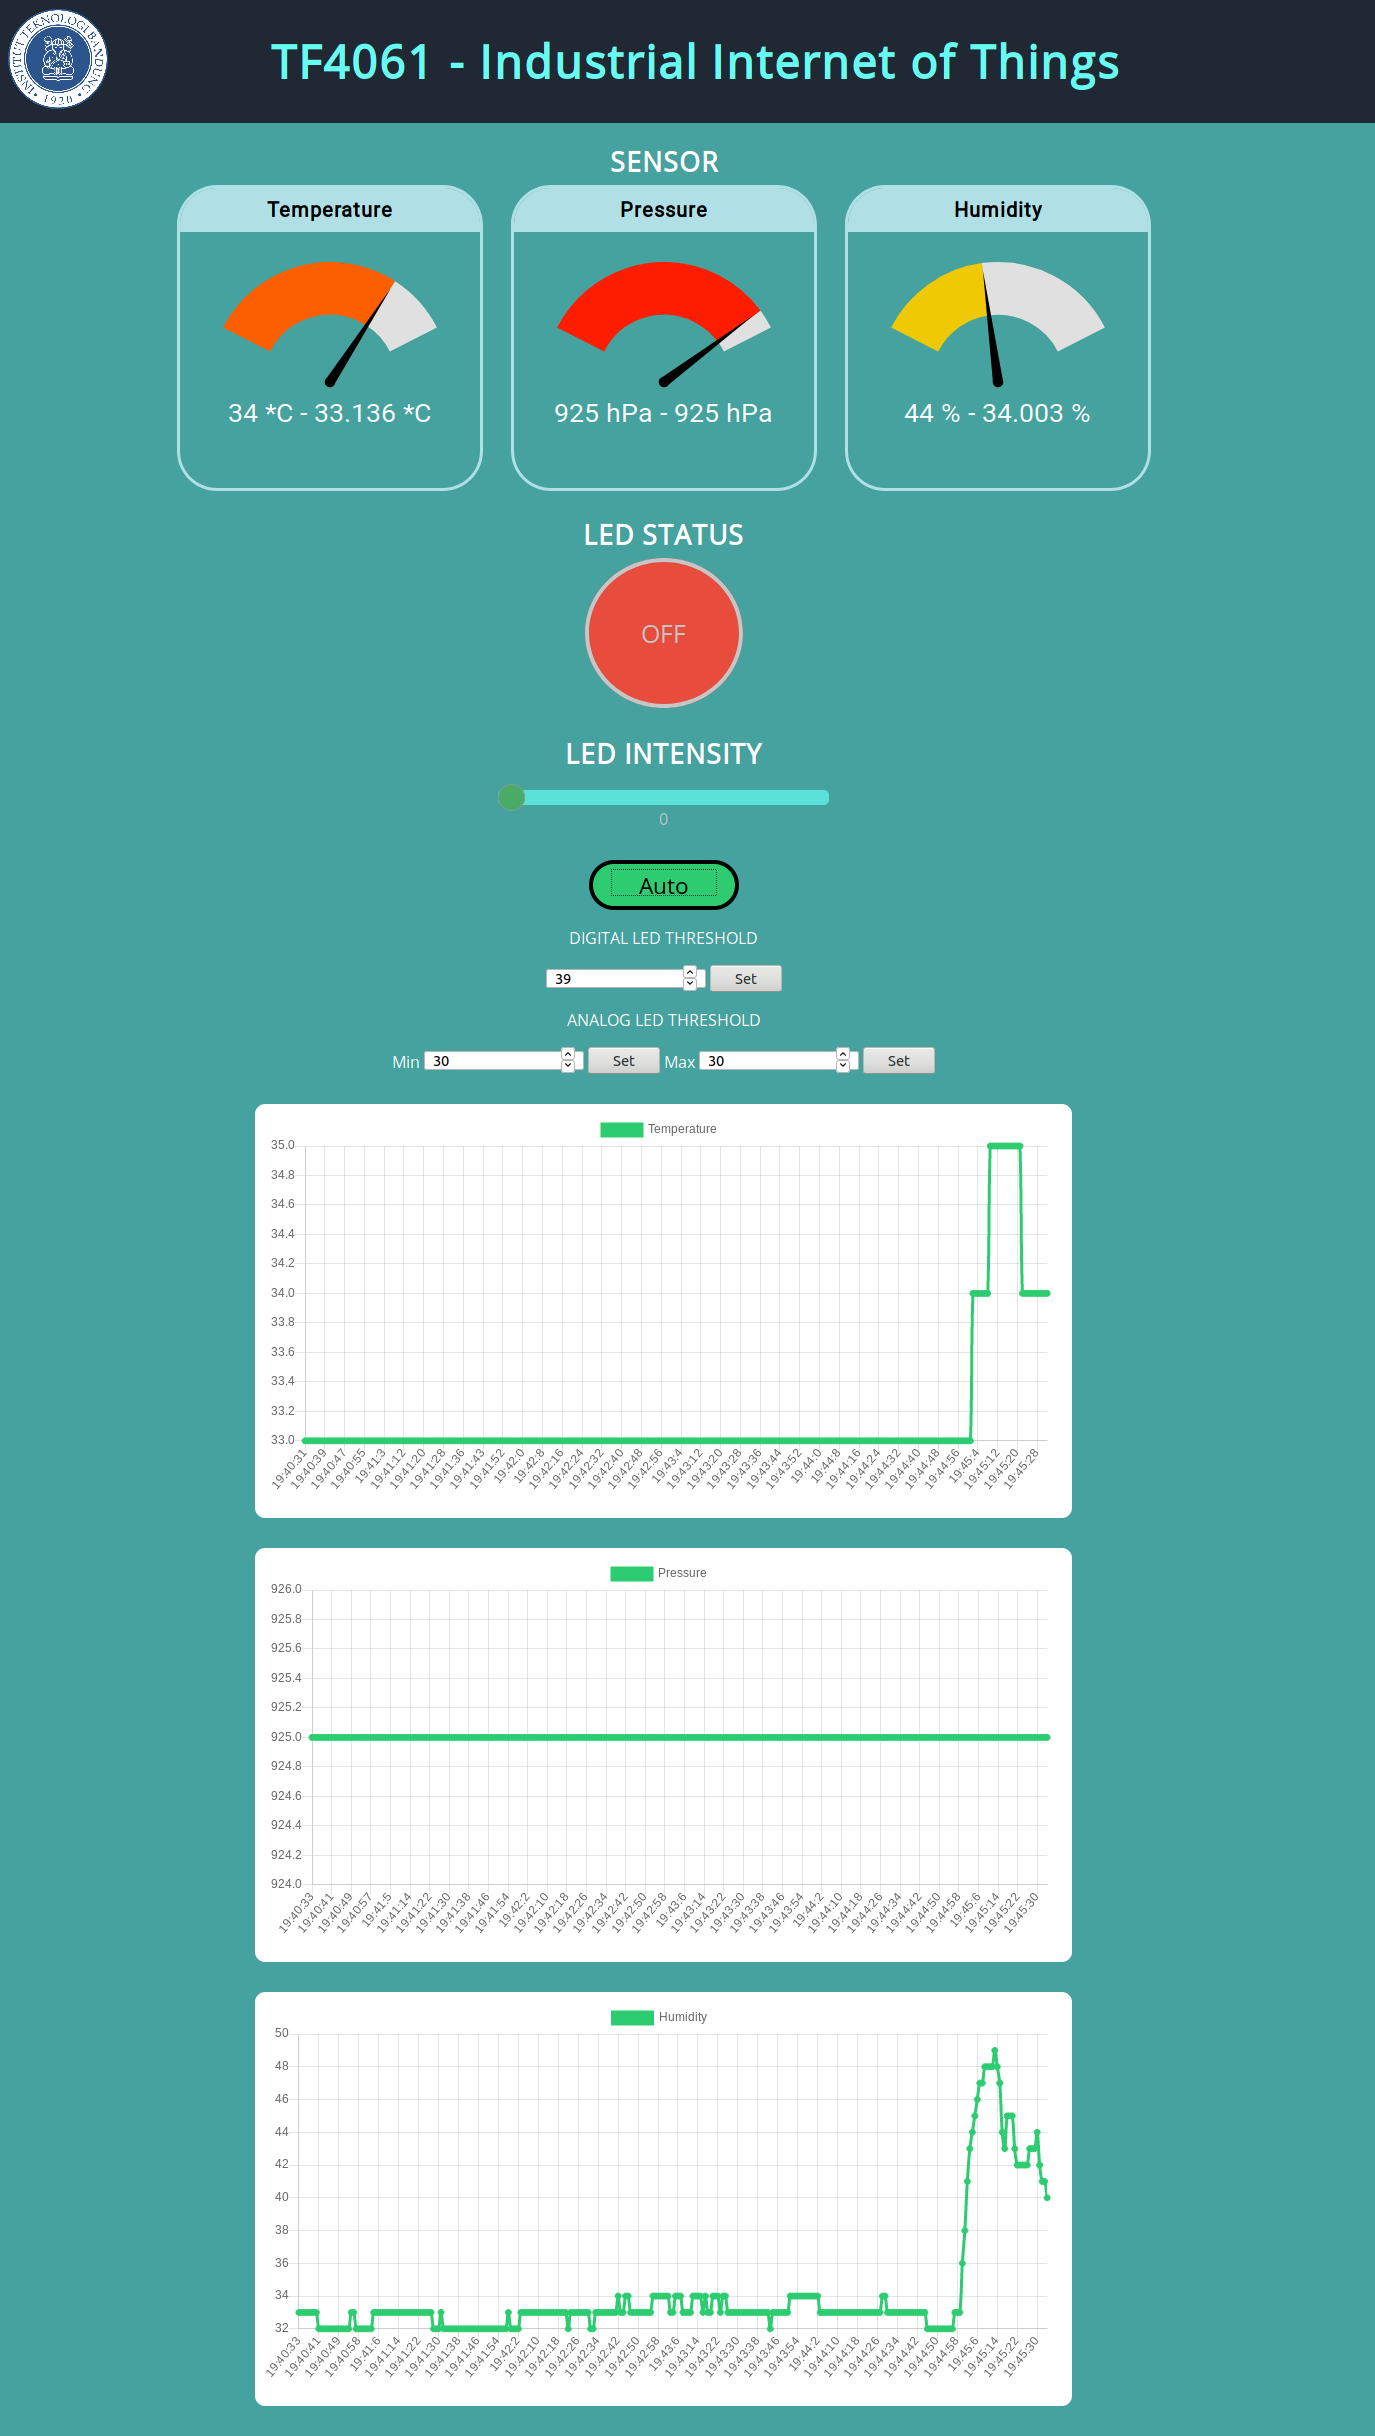 INSTITUT TEKNOLOGI BANDUNG
• 1920 •
TF4061 - Industrial Internet of Things
SENSOR
Temperature
Pressure
Humidity
34 *C - 33.136 *C
925 hPa - 925 hPa
44 % - 34.003 %
LED STATUS
OFF
LED INTENSITY
0
Auto
DIGITAL LED THRESHOLD
39 Set
ANALOG LED THRESHOLD
Min 30 Set Max 30 Set
Temperature
35.0
34.8
34.6
34.4
34.2
34.0
33.8
33.6
33.4
33.2
33.0
19:40:31 19:40:39 19:40:47 19:40:55 19:41:3 19:41:12 19:41:20 19:41:28 19:41:36 19:41:43 19:41:52 19:42:0 19:42:8 19:42:16 19:42:24 19:42:32 19:42:40 19:42:48 19:42:56 19:43:4 19:43:12 19:43:20 19:43:28 19:43:36 19:43:44 19:43:52 19:44:0 19:44:8 19:44:16 19:44:24 19:44:32 19:44:40 19:44:48 19:44:56 19:45:4 19:45:12 19:45:20 19:45:28
Pressure
926.0
925.8
925.6
925.4
925.2
925.0
924.8
924.6
924.4
924.2
924.0
19:40:33 19:40:41 19:40:49 19:40:57 19:41:5 19:41:14 19:41:22 19:41:30 19:41:38 19:41:46 19:41:54 19:42:2 19:42:10 19:42:18 19:42:26 19:42:34 19:42:42 19:42:50 19:42:58 19:43:6 19:43:14 19:43:22 19:43:30 19:43:38 19:43:46 19:43:54 19:44:2 19:44:10 19:44:18 19:44:26 19:44:34 19:44:42 19:44:50 19:44:58 19:45:6 19:45:14 19:45:22 19:45:30
Humidity
50
48
46
44
42
40
38
36
34
32
19:40:33 19:40:41 19:40:49 19:40:58 19:41:6 19:41:14 19:41:22 19:41:30 19:41:38 19:41:46 19:41:54 19:42:2 19:42:10 19:42:18 19:42:26 19:42:34 19:42:42 19:42:50 19:42:58 19:43:6 19:43:14 19:43:22 19:43:30 19:43:38 19:43:46 19:43:54 19:44:2 19:44:10 19:44:18 19:44:26 19:44:34 19:44:42 19:44:50 19:44:58 19:45:6 19:45:14 19:45:22 19:45:30